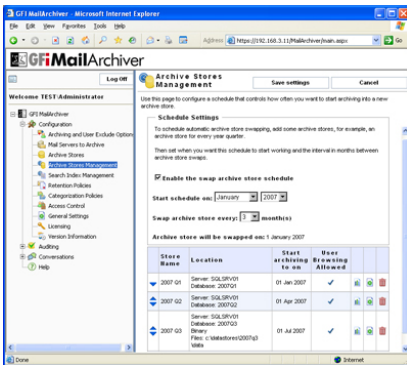 GFI MailArchiver - Microsoft Internet Explorer
File Edit View Favorites Tools Help
Address https://192.168.3.11/MailArchiver/main.aspx Go
GFiMailArchiver
Log Off
Welcome TEST\Administrator
GFI MailArchiver
Configuration
Archiving and User Exclude Option
Mail Servers to Archive
Archive Stores
Archive Stores Management
Search Index Management
Retention Policies
Categorization Policies
Access Control
General Settings
Licensing
Version Information
Auditing
Conversations
Help
Archive Stores Management
Save settings Cancel
Use this page to configure a schedule that controls how often you want to start archiving into a new
archive store.
Schedule Settings
To schedule automatic archive store swapping, add some archive stores, for example, an
archive store for every year quarter.
Then set when you want this schedule to start working and the interval in months between
archive store swaps.
Enable the swap archive store schedule
Start schedule on: January 2007
Swap archive store every: 3 month(s)
Archive store will be swapped on: 1 January 2007
Store Name Location Start archiving to on User Browsing Allowed
2007 Q1 Server: SQLSRV01 Database: 2007Q1 01 Jan 2007
2007 Q2 Server: SQLSRV01 Database: 2007Q2 01 Apr 2007
2007 Q3 Server: SQLSRV01 Database: 2007Q3 Binary Files: c:\datastores\2007q3\data 01 Jul 2007
Done Internet